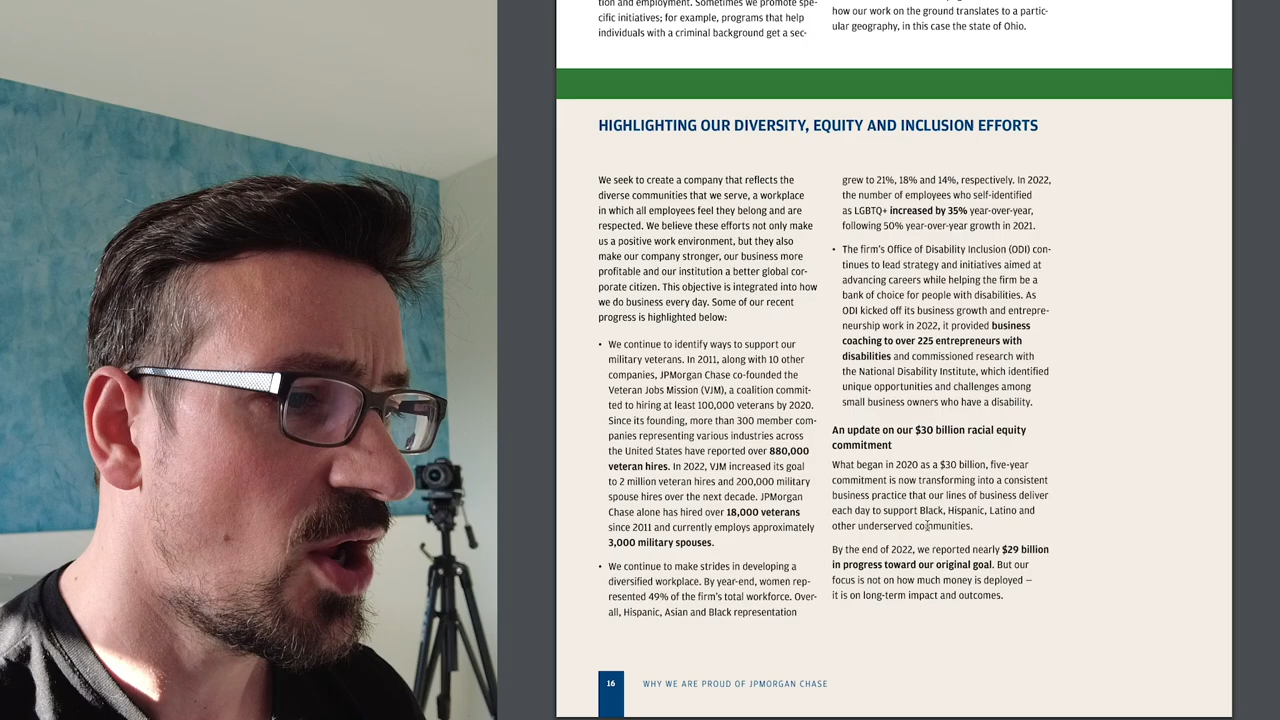 tion and employment. Sometimes we promote spe-
cific initiatives; for example, programs that help
individuals with a criminal background get a sec-
how our work on the ground translates to a partic-
ular geography, in this case the state of Ohio.
HIGHLIGHTING OUR DIVERSITY, EQUITY AND INCLUSION EFFORTS
We seek to create a company that reflects the
diverse communities that we serve, a workplace
in which all employees feel they belong and are
respected. We believe these efforts not only make
us a positive work environment, but they also
make our company stronger, our business more
profitable and our institution a better global cor-
porate citizen. This objective is integrated into how
we do business every day. Some of our recent
progress is highlighted below:
• We continue to identify ways to support our
military veterans. In 2011, along with 10 other
companies, JPMorgan Chase co-founded the
Veteran Jobs Mission (VJM), a coalition commit-
ted to hiring at least 100,000 veterans by 2020.
Since its founding, more than 300 member com-
panies representing various industries across
the United States have reported over 880,000
veteran hires. In 2022, VJM increased its goal
to 2 million veteran hires and 200,000 military
spouse hires over the next decade. JPMorgan
Chase alone has hired over 18,000 veterans
since 2011 and currently employs approximately
3,000 military spouses.
• We continue to make strides in developing a
diversified workplace. By year-end, women rep-
resented 49% of the firm's total workforce. Over-
all, Hispanic, Asian and Black representation
grew to 21%, 18% and 14%, respectively. In 2022,
the number of employees who self-identified
as LGBTQ+ increased by 35% year-over-year,
following 50% year-over-year growth in 2021.
• The firm's Office of Disability Inclusion (ODI) con-
tinues to lead strategy and initiatives aimed at
advancing careers while helping the firm be a
bank of choice for people with disabilities. As
ODI kicked off its business growth and entrepre-
neurship work in 2022, it provided business
coaching to over 225 entrepreneurs with
disabilities and commissioned research with
the National Disability Institute, which identified
unique opportunities and challenges among
small business owners who have a disability.
An update on our $30 billion racial equity
commitment
What began in 2020 as a $30 billion, five-year
commitment is now transforming into a consistent
business practice that our lines of business deliver
each day to support Black, Hispanic, Latino and
other underserved communities.
By the end of 2022, we reported nearly $29 billion
in progress toward our original goal. But our
focus is not on how much money is deployed —
it is on long-term impact and outcomes.
16 WHY WE ARE PROUD OF JPMORGAN CHASE